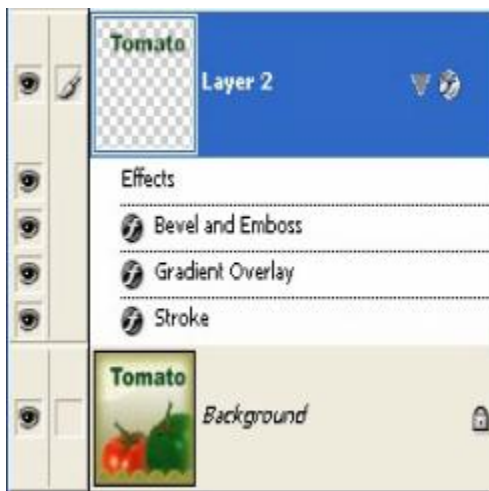 Tomato
Layer 2
Effects
Bevel and Emboss
Gradient Overlay
Stroke
Tomato
Background